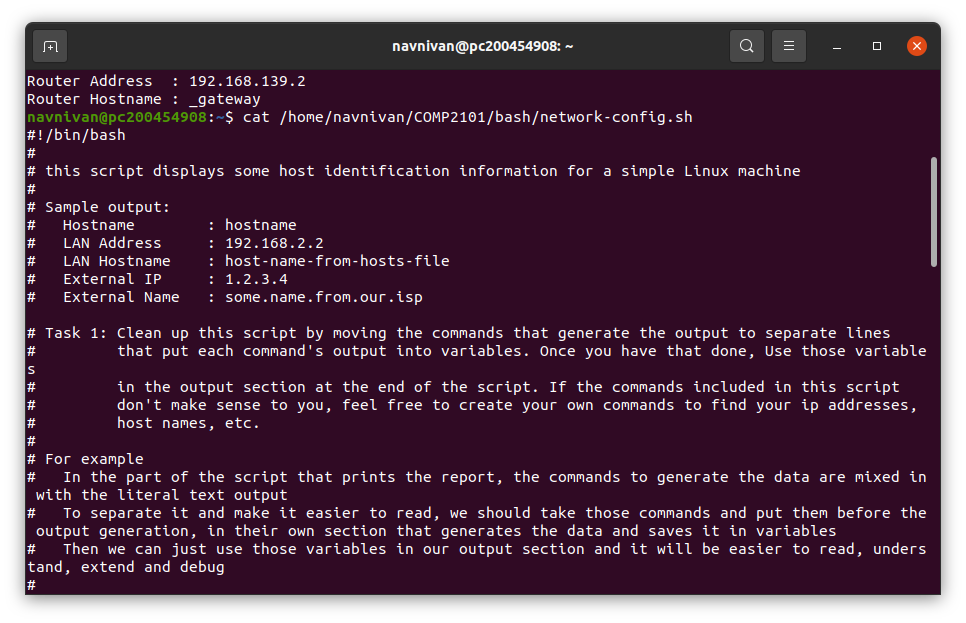 navnivan@pc200454908: ~
Router Address  : 192.168.139.2
Router Hostname : _gateway
navnivan@pc200454908:~$ cat /home/navnivan/COMP2101/bash/network-config.sh
#!/bin/bash
#
# this script displays some host identification information for a simple Linux machine
#
# Sample output:
#   Hostname        : hostname
#   LAN Address     : 192.168.2.2
#   LAN Hostname    : host-name-from-hosts-file
#   External IP     : 1.2.3.4
#   External Name   : some.name.from.our.isp

# Task 1: Clean up this script by moving the commands that generate the output to separate lines
#         that put each command's output into variables. Once you have that done, Use those variable
s
#         in the output section at the end of the script. If the commands included in this script
#         don't make sense to you, feel free to create your own commands to find your ip addresses,
#         host names, etc.
#
# For example
#   In the part of the script that prints the report, the commands to generate the data are mixed in
 with the literal text output
#   To separate it and make it easier to read, we should take those commands and put them before the
 output generation, in their own section that generates the data and saves it in variables
#   Then we can just use those variables in our output section and it will be easier to read, unders
tand, extend and debug
#